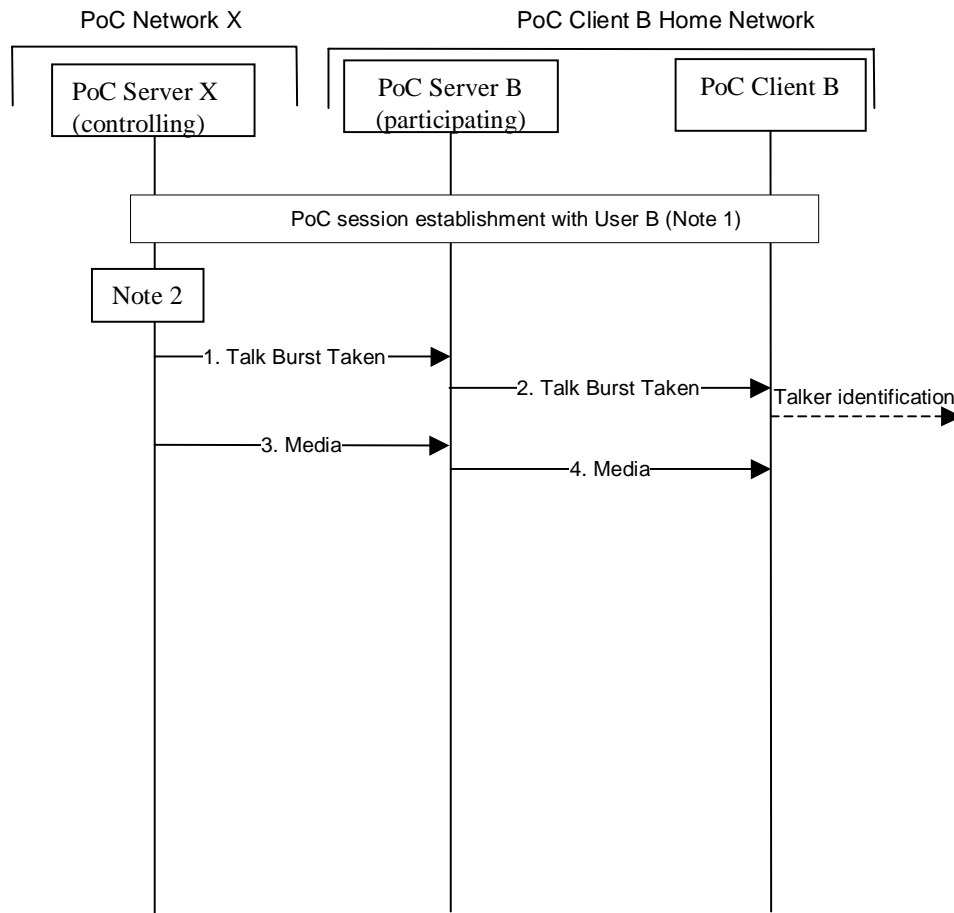 PoC Network X
PoC Client B Home Network
PoC Server X
(controlling)
PoC Server B
(participating)
PoC Client B
PoC session establishment with User B (Note 1)
Note 2
1. Talk Burst Taken
2. Talk Burst Taken
Talker identification
3. Media
4. Media